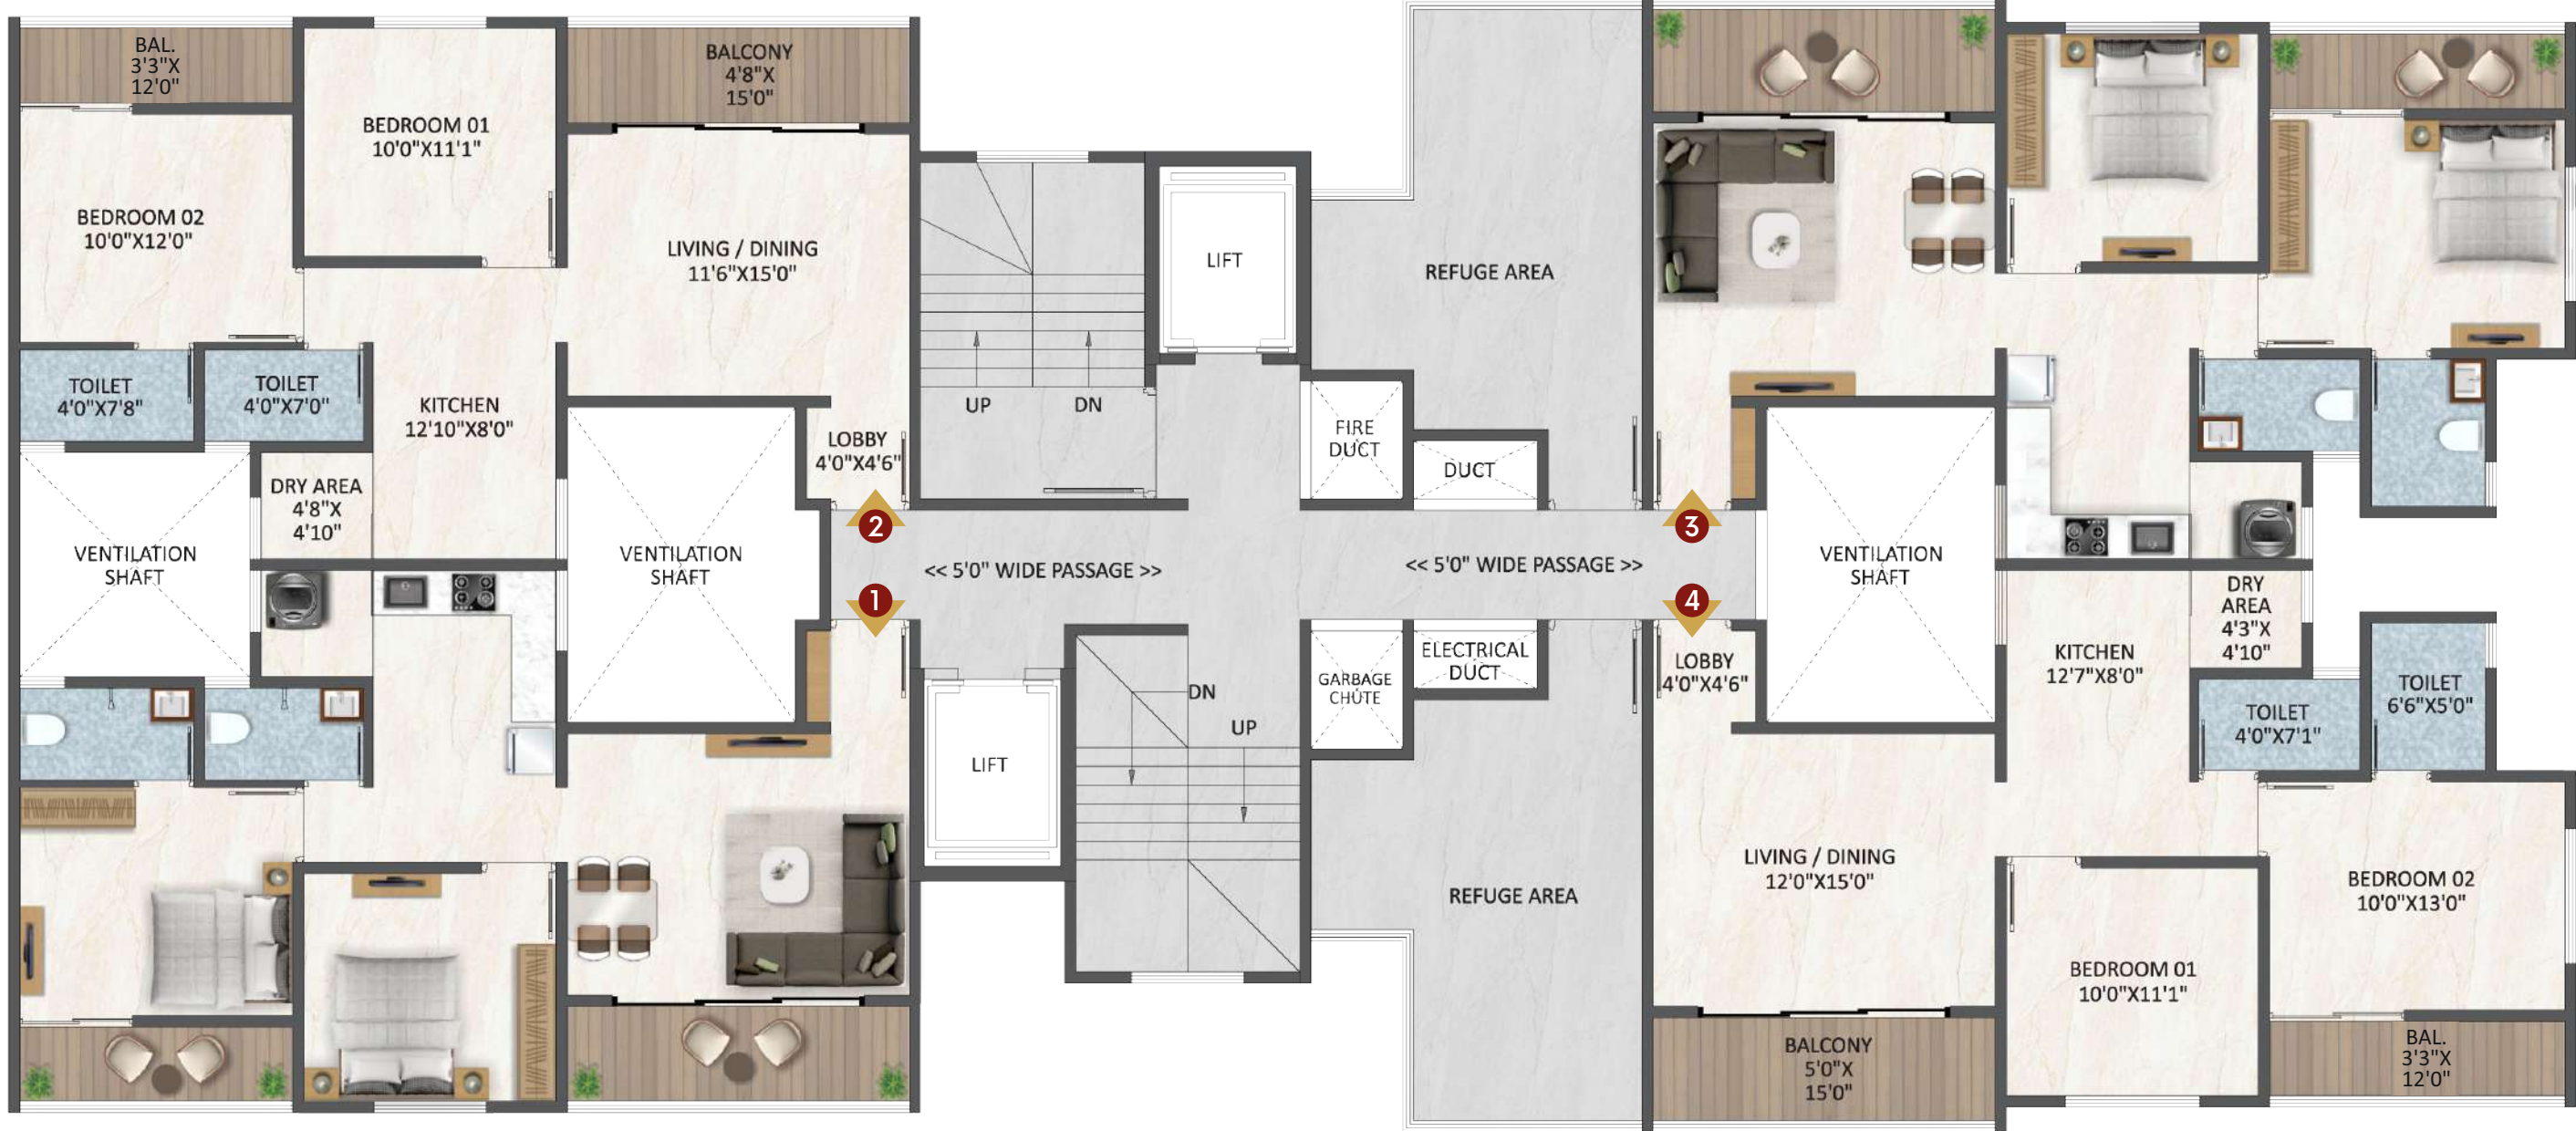 BAL.
3'3"X
12'0"
BEDROOM 01
10'0"X11'1"
BALCONY
4'8"X
15'0"
BEDROOM 02
10'0"X12'0"
LIVING / DINING
11'6"X15'0"
TOILET
4'0"X7'8"
TOILET
4'0"X7'0"
KITCHEN
12'10"X8'0"
LOBBY
4'0"X4'6"
DRY AREA
4'8"X
4'10"
VENTILATION
SHAFT
VENTILATION
SHAFT
2
1
UP
DN
LIFT
REFUGE AREA
FIRE
DUCT
DUCT
<< 5'0" WIDE PASSAGE >>
<< 5'0" WIDE PASSAGE >>
3
4
VENTILATION
SHAFT
LIFT
DN
UP
GARBAGE
CHUTE
ELECTRICAL
DUCT
REFUGE AREA
LOBBY
4'0"X4'6"
KITCHEN
12'7"X8'0"
DRY
AREA
4'3"X
4'10"
TOILET
4'0"X7'1"
TOILET
6'6"X5'0"
LIVING / DINING
12'0"X15'0"
BEDROOM 02
10'0"X13'0"
BEDROOM 01
10'0"X11'1"
BALCONY
5'0"X
15'0"
BAL.
3'3"X
12'0"